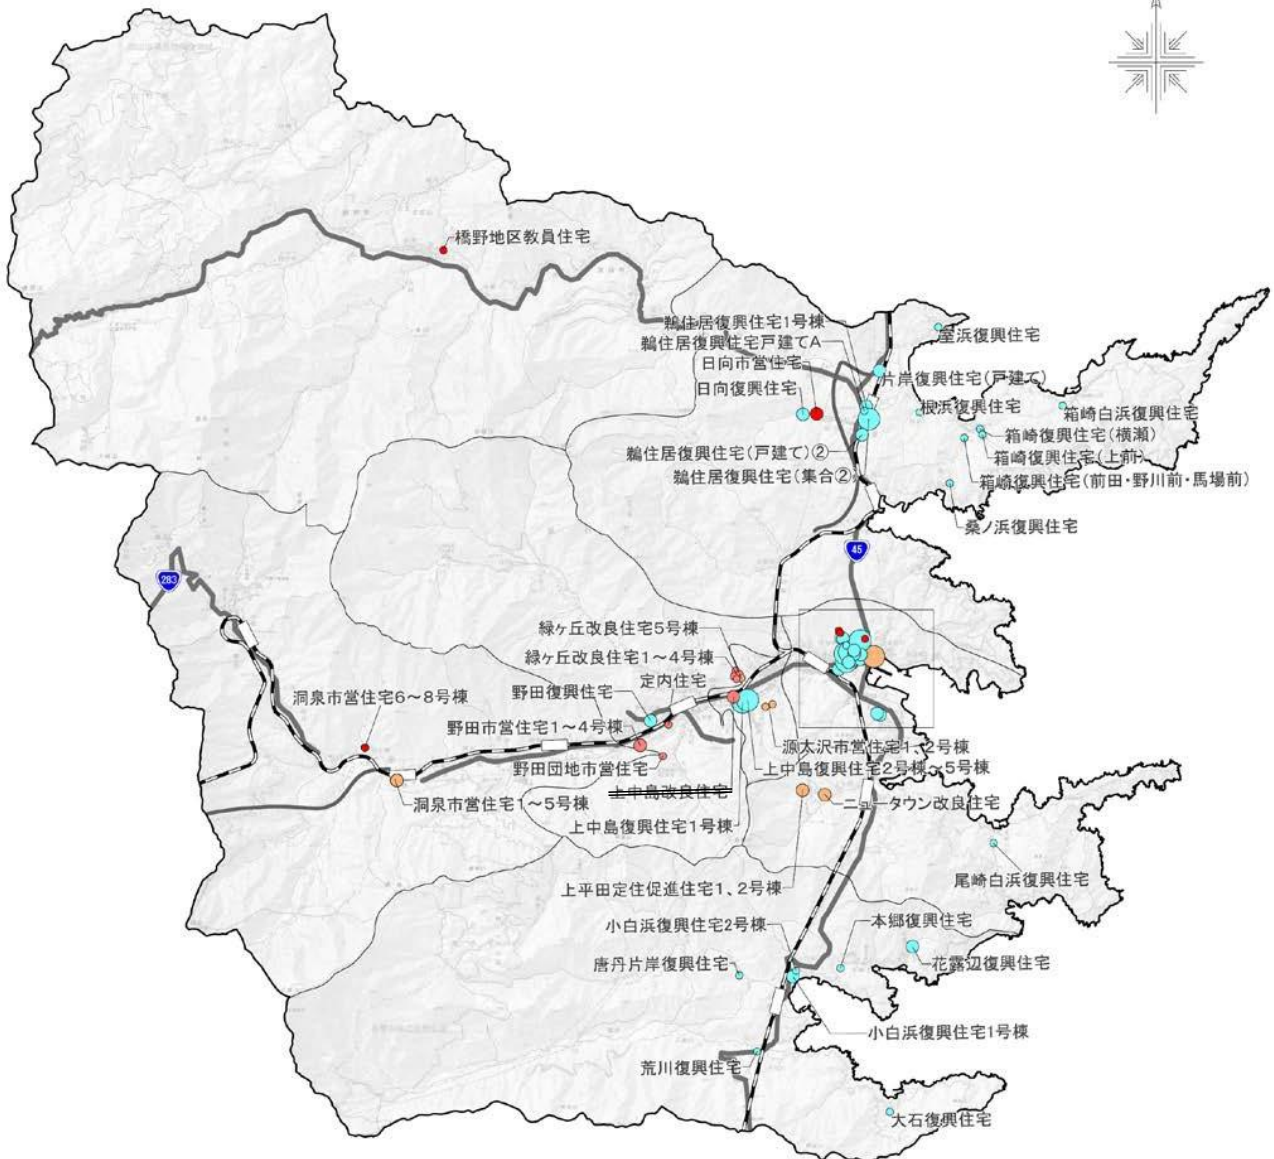 橋野地区教員住宅
鵜住居復興住宅1号棟
室浜復興住宅
鵜住居復興住宅戸建てA
日向市営住宅
片岸復興住宅(戸建て)
日向復興住宅
根浜復興住宅
箱崎白浜復興住宅
箱崎復興住宅(横瀬)
鵜住居復興住宅(戸建て)②
箱崎復興住宅(上前)
鵜住居復興住宅(集合②)
箱崎復興住宅(前田・野川前・馬場前)
桑ノ浜復興住宅
45
283
緑ヶ丘改良住宅5号棟
緑ヶ丘改良住宅1～4号棟
定内住宅
野田復興住宅
洞泉市営住宅6～8号棟
野田市営住宅1～4号棟
源太沢市営住宅1、2号棟
野田団地市営住宅
上中島復興住宅2号棟～5号棟
上中島改良住宅
洞泉市営住宅1～5号棟
ニュータウン改良住宅
上中島復興住宅1号棟
尾崎白浜復興住宅
上平田定住促進住宅1、2号棟
小白浜復興住宅2号棟
本郷復興住宅
唐丹片岸復興住宅
花露辺復興住宅
小白浜復興住宅1号棟
荒川復興住宅
大石復興住宅